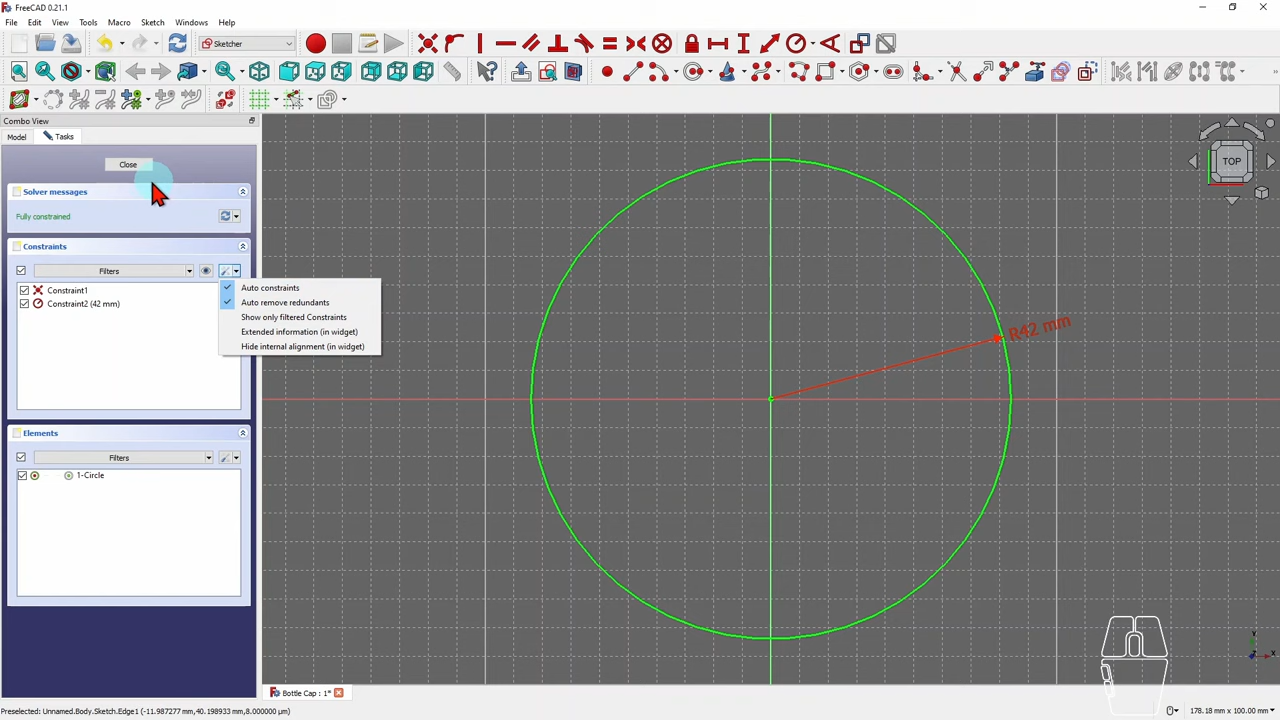 FreeCAD 0.21.1
File Edit View Tools Macro Sketch Windows Help
Sketcher
Combo View
Model Tasks
Close
TOP
Solver messages
Fully constrained
Constraints
Filters
Constraint1
Constraint2 (42 mm)
Auto constraints
Auto remove redundants
Show only filtered Constraints
Extended information (in widget)
Hide internal alignment (in widget)
R42 mm
Elements
Filters
1-Circle
Y
Z X
Bottle Cap : 1*
Preselected: Unnamed.Body.Sketch.Edge1 (-11.987277 mm,40.198933 mm,8.000000 µm)
178.18 mm x 100.00 mm